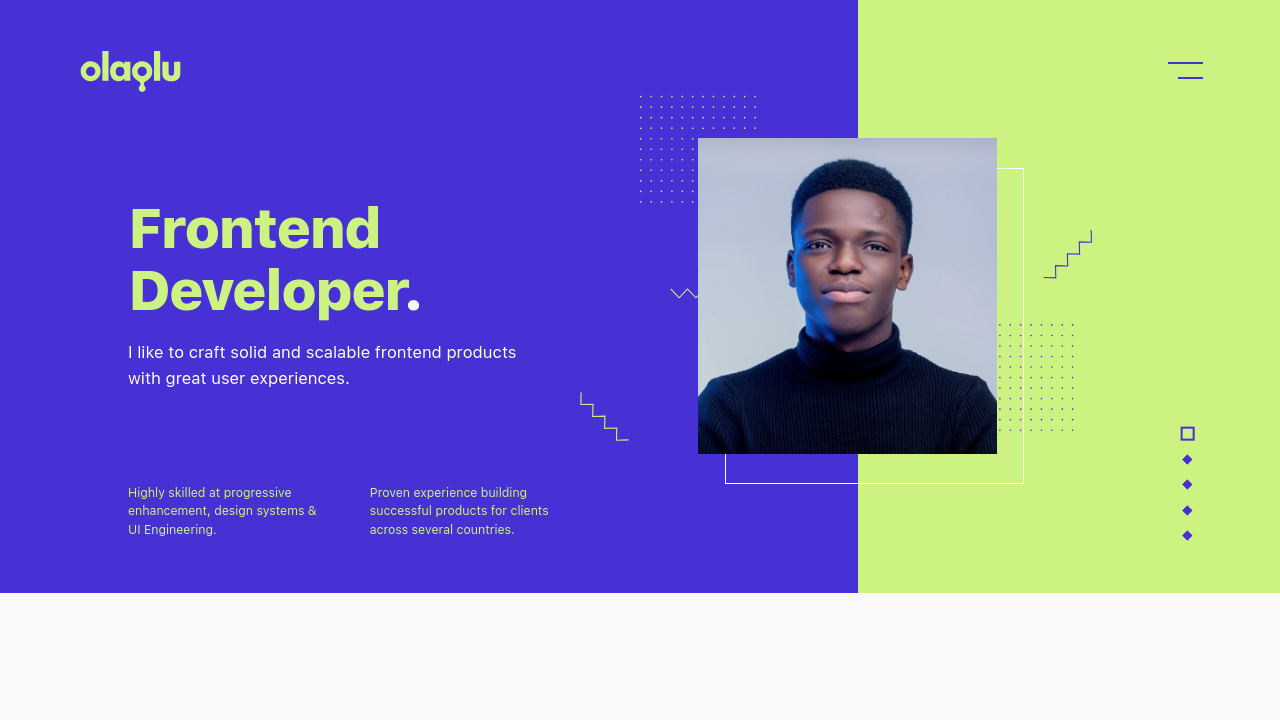 olaolu
Frontend
Developer.
I like to craft solid and scalable frontend products
with great user experiences.
Highly skilled at progressive
enhancement, design systems &
UI Engineering.
Proven experience building
successful products for clients
across several countries.